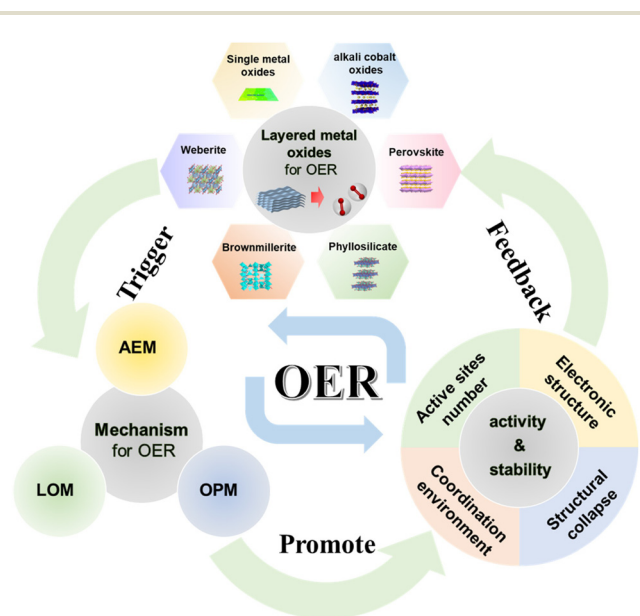 Single metal
oxides
alkali cobalt
oxides
Layered metal
oxides
for OER
Weberite
Perovskite
Brownmillerite
Phyllosilicate
Trigger
Feedback
AEM
OER
Mechanism
for OER
LOM
OPM
Active sites
number
Electronic
structure
activity
&
stability
Coordination
environment
Structural
collapse
Promote